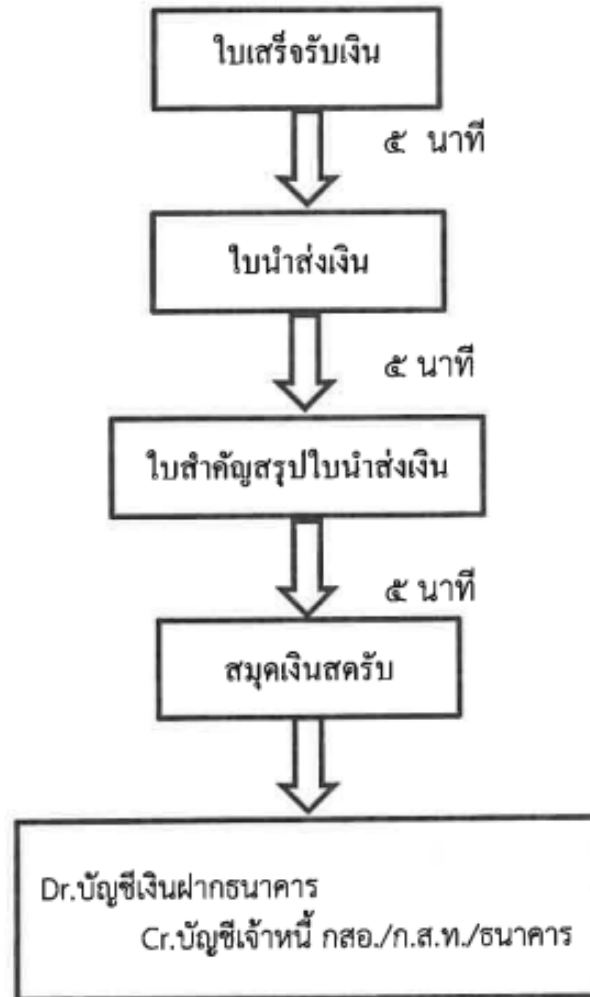 ใบเสร็จรับเงิน
๕ นาที
ใบนำส่งเงิน
๕ นาที
ใบสำคัญสรุปใบนำส่งเงิน
๕ นาที
สมุดเงินสดรับ
Dr.บัญชีเงินฝากธนาคาร
Cr.บัญชีเจ้าหนี้ กสอ./ก.ส.ท./ธนาคาร